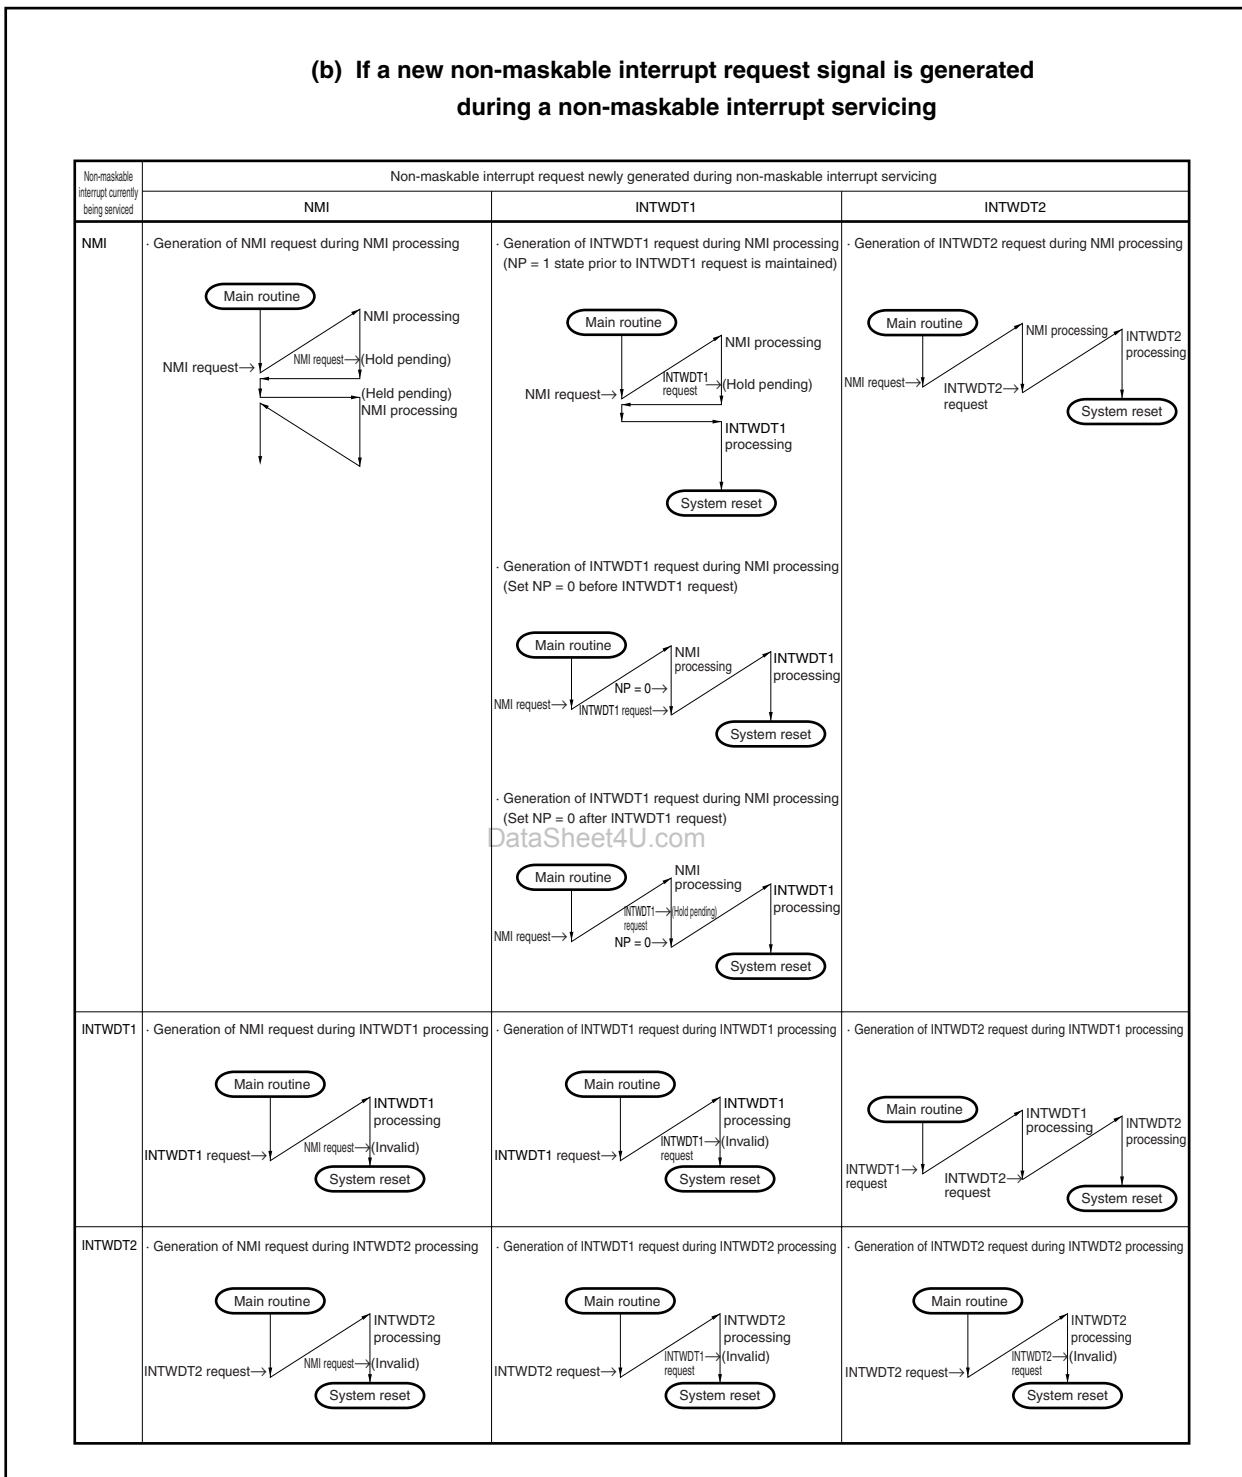 (b) If a new non-maskable interrupt request signal is generated
during a non-maskable interrupt servicing
Non-maskable
interrupt currently
being serviced
Non-maskable interrupt request newly generated during non-maskable interrupt servicing
NMI
INTWDT1
INTWDT2
NMI
· Generation of NMI request during NMI processing
Main routine
NMI processing
NMI request→
NMI request→(Hold pending)
(Held pending)
NMI processing
· Generation of INTWDT1 request during NMI processing
(NP = 1 state prior to INTWDT1 request is maintained)
Main routine
NMI processing
INTWDT1
request →(Hold pending)
NMI request→
INTWDT1
processing
System reset
· Generation of INTWDT1 request during NMI processing
(Set NP = 0 before INTWDT1 request)
Main routine
NMI
processing
INTWDT1
processing
NP = 0→
NMI request→
INTWDT1 request→
System reset
· Generation of INTWDT1 request during NMI processing
(Set NP = 0 after INTWDT1 request)
DataSheet4U.com
Main routine
NMI
processing
INTWDT1
processing
INTWDT1→(Hold pending)
request
NMI request→
NP = 0→
System reset
· Generation of INTWDT2 request during NMI processing
Main routine
NMI processing
INTWDT2
processing
NMI request→
INTWDT2→
request
System reset
INTWDT1
· Generation of NMI request during INTWDT1 processing
Main routine
INTWDT1
processing
NMI request→(Invalid)
INTWDT1 request→
System reset
· Generation of INTWDT1 request during INTWDT1 processing
Main routine
INTWDT1
processing
INTWDT1→(Invalid)
request
INTWDT1 request→
System reset
· Generation of INTWDT2 request during INTWDT1 processing
Main routine
INTWDT1
processing
INTWDT2
processing
INTWDT1→
request
INTWDT2→
request
System reset
INTWDT2
· Generation of NMI request during INTWDT2 processing
Main routine
INTWDT2
processing
NMI request→(Invalid)
INTWDT2 request→
System reset
· Generation of INTWDT1 request during INTWDT2 processing
Main routine
INTWDT2
processing
INTWDT1→(Invalid)
request
INTWDT2 request→
System reset
· Generation of INTWDT2 request during INTWDT2 processing
Main routine
INTWDT2
processing
INTWDT2→(Invalid)
request
INTWDT2 request→
System reset